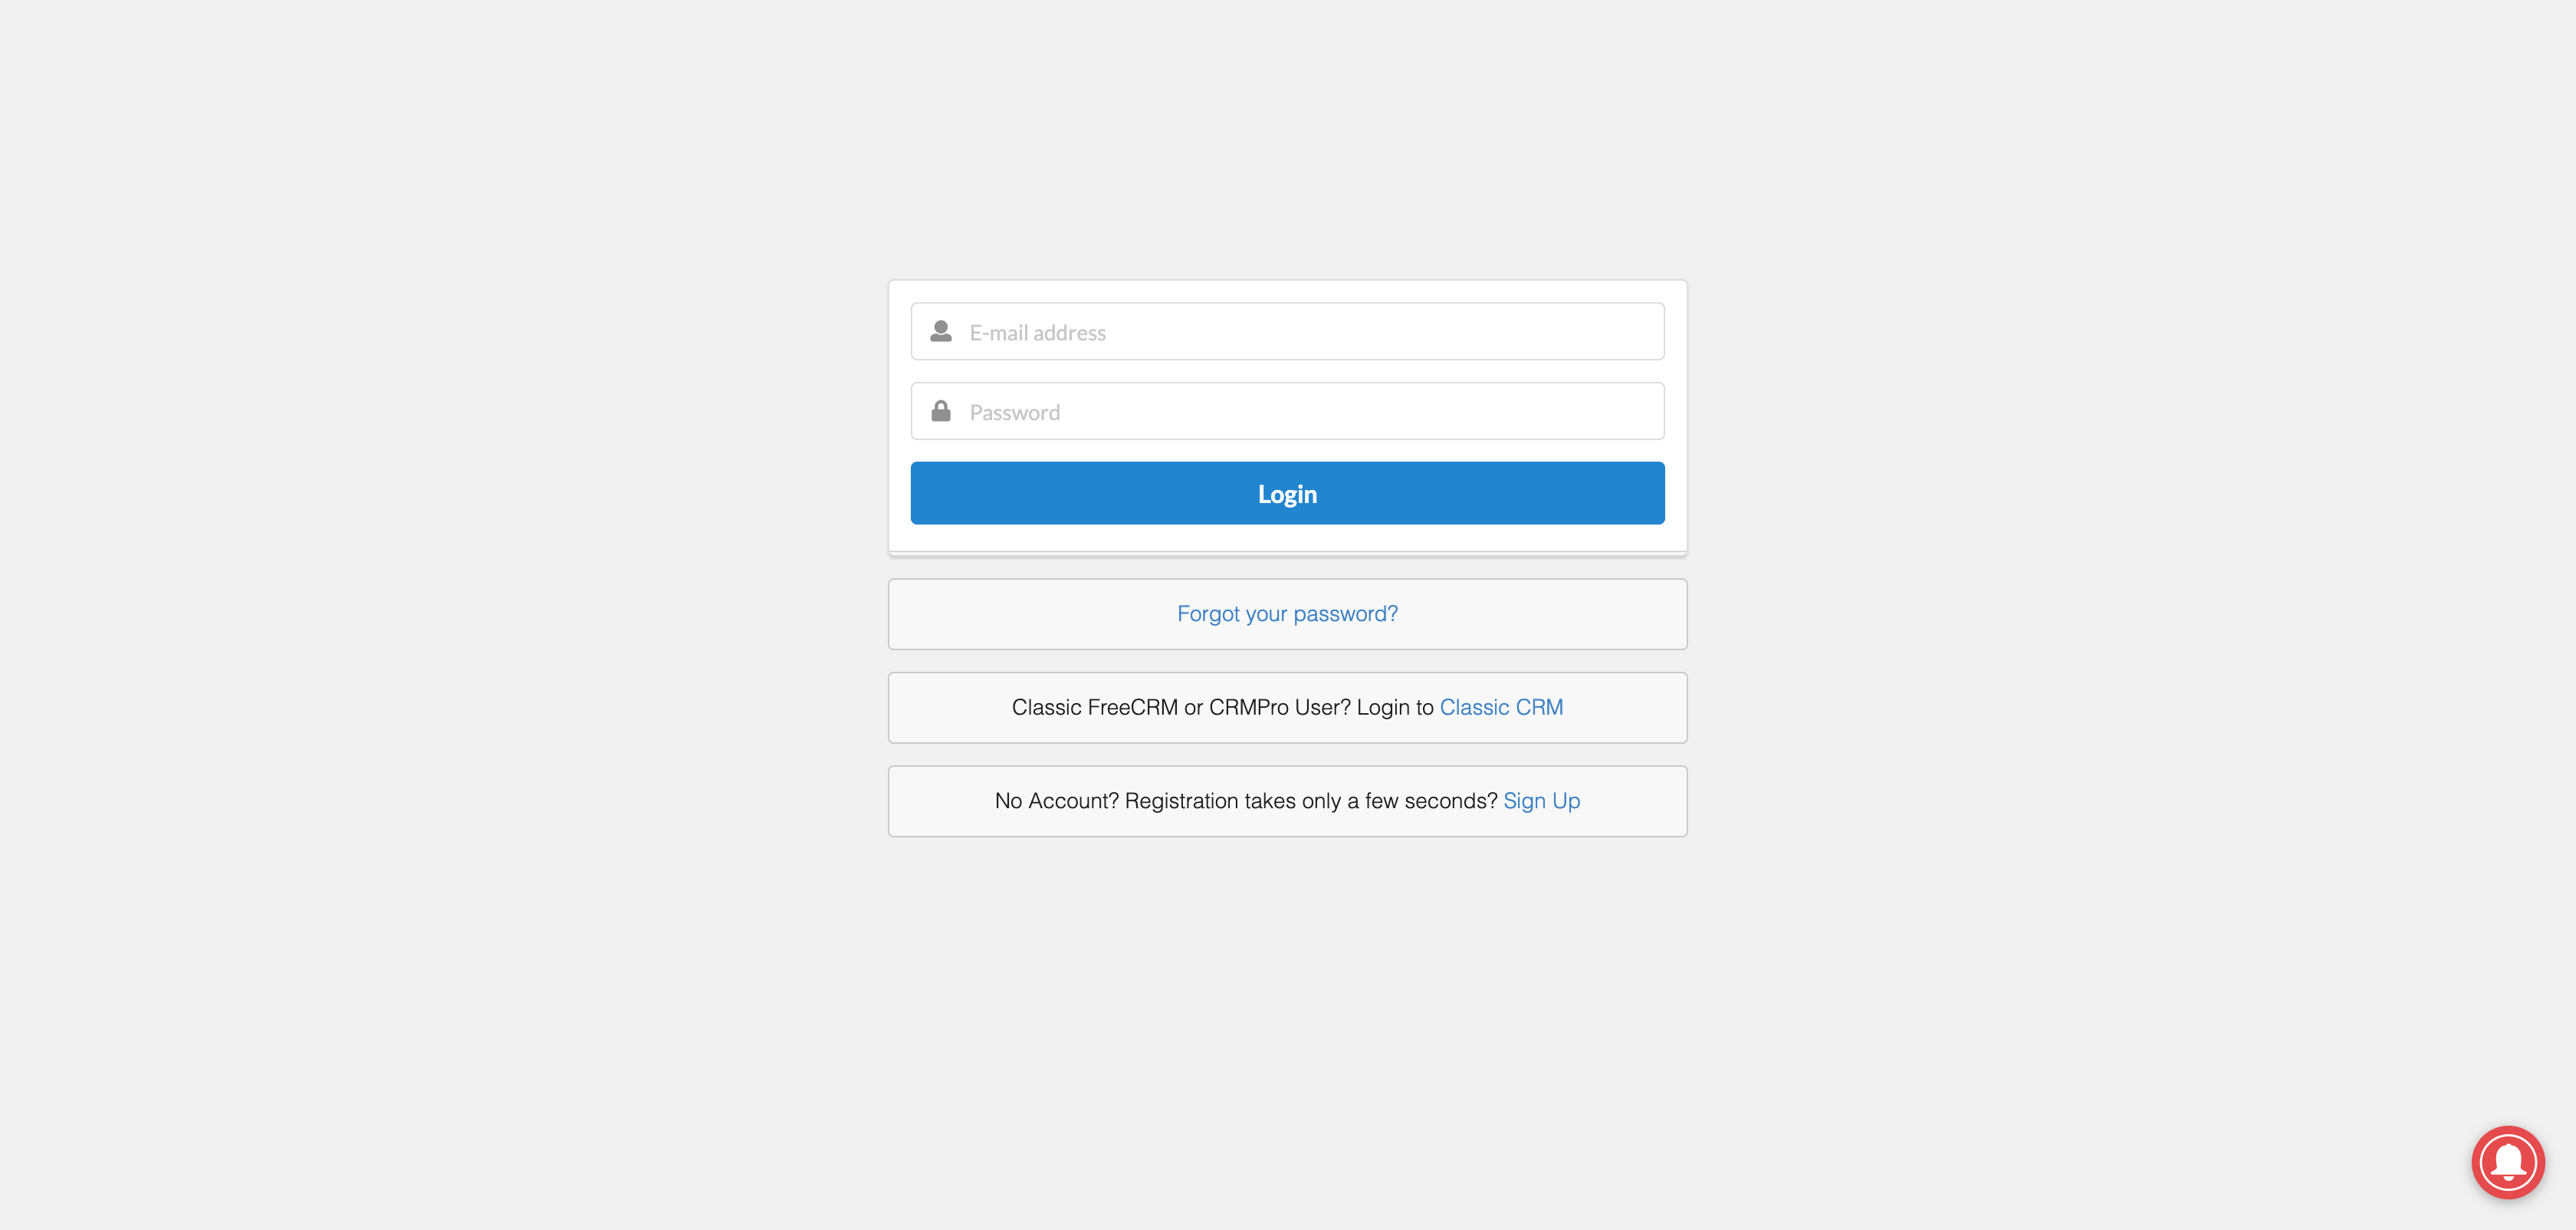 E-mail address
Password
Login
Forgot your password?
Classic FreeCRM or CRMPro User? Login to Classic CRM
No Account? Registration takes only a few seconds? Sign Up